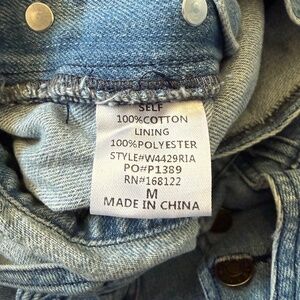 SELF
100%COTTON
LINING
100%POLYESTER
STYLE#W4429RIA
PO#P1389
RN#168122
M
MADE IN CHINA